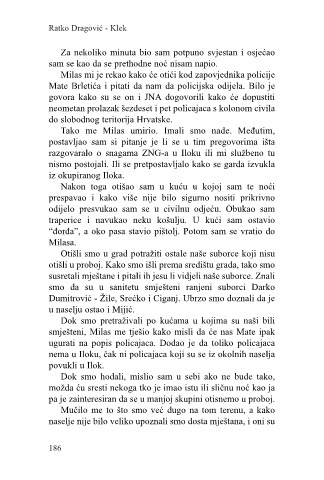 Ratko Dragović - Klek
Za nekoliko minuta bio sam potpuno svjestan i osjećao
sam se kao da se prethodne noć nisam napio.
Milas mi je rekao kako će otići kod zapovjednika policije
Mate Brletića i pitati da nam da policijska odijela. Bilo je
govora kako su se on i JNA dogovorili kako će dopustiti
neometan prolazak šezdeset i pet policajaca s kolonom civila
do slobodnog teritorija Hrvatske.
Tako me Milas umirio. Imali smo nade. Međutim,
postavljao sam si pitanje je li se u tim pregovorima išta
razgovaralo o snagama ZNG-a u Iloku ili mi službeno tu
nismo postojali. Ili se pretpostavljalo kako se garda izvukla
iz okupiranog Iloka.
Nakon toga otišao sam u kuću u kojoj sam te noći
prespavao i kako više nije bilo sigurno nositi prikrivno
odijelo presvukao sam se u civilnu odjeću. Obukao sam
traperice i navukao neku košulju. U kući sam ostavio
“đorđa”, a oko pasa stavio pištolj. Potom sam se vratio do
Milasa.
Otišli smo u grad potražiti ostale naše suborce koji nisu
otišli u proboj. Kako smo išli prema središtu grada, tako smo
susretali mještane i pitali ih jesu li vidjeli naše suborce. Znali
smo da su u sanitetu smješteni ranjeni suborci Darko
Dumitrović - Žile, Srećko i Ciganj. Ubrzo smo doznali da je
u naselju ostao i Mijić.
Dok smo pretraživali po kućama u kojima su naši bili
smješteni, Milas me tješio kako misli da će nas Mate ipak
ugurati na popis policajaca. Dodao je da toliko policajaca
nema u Iloku, čak ni policajaca koji su se iz okolnih naselja
povukli u Ilok.
Dok smo hodali, mislio sam u sebi ako ne bude tako,
možda ću sresti nekoga tko je imao istu ili sličnu noć kao ja
pa je zainteresiran da se u manjoj skupini otisnemo u proboj.
Mučilo me to što smo već dugo na tom terenu, a kako
naselje nije bilo veliko upoznali smo dosta mještana, i oni su
186